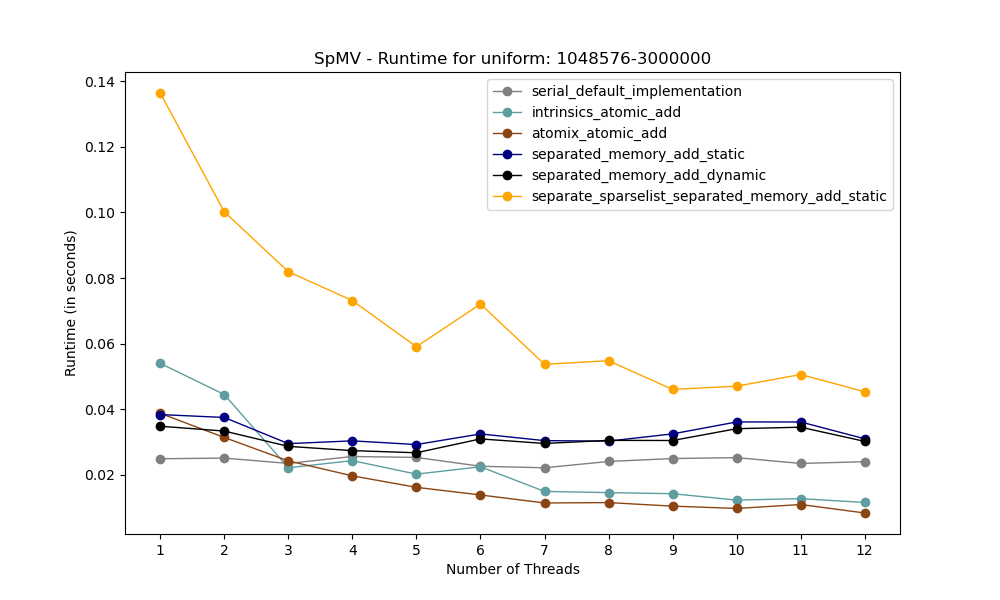 SpMV - Runtime for uniform: 1048576-3000000
serial_default_implementation
intrinsics_atomic_add
atomix_atomic_add
separated_memory_add_static
separated_memory_add_dynamic
separate_sparselist_separated_memory_add_static
Runtime (in seconds)
0.14
0.12
0.10
0.08
0.06
0.04
0.02
1 2 3 4 5 6 7 8 9 10 11 12
Number of Threads